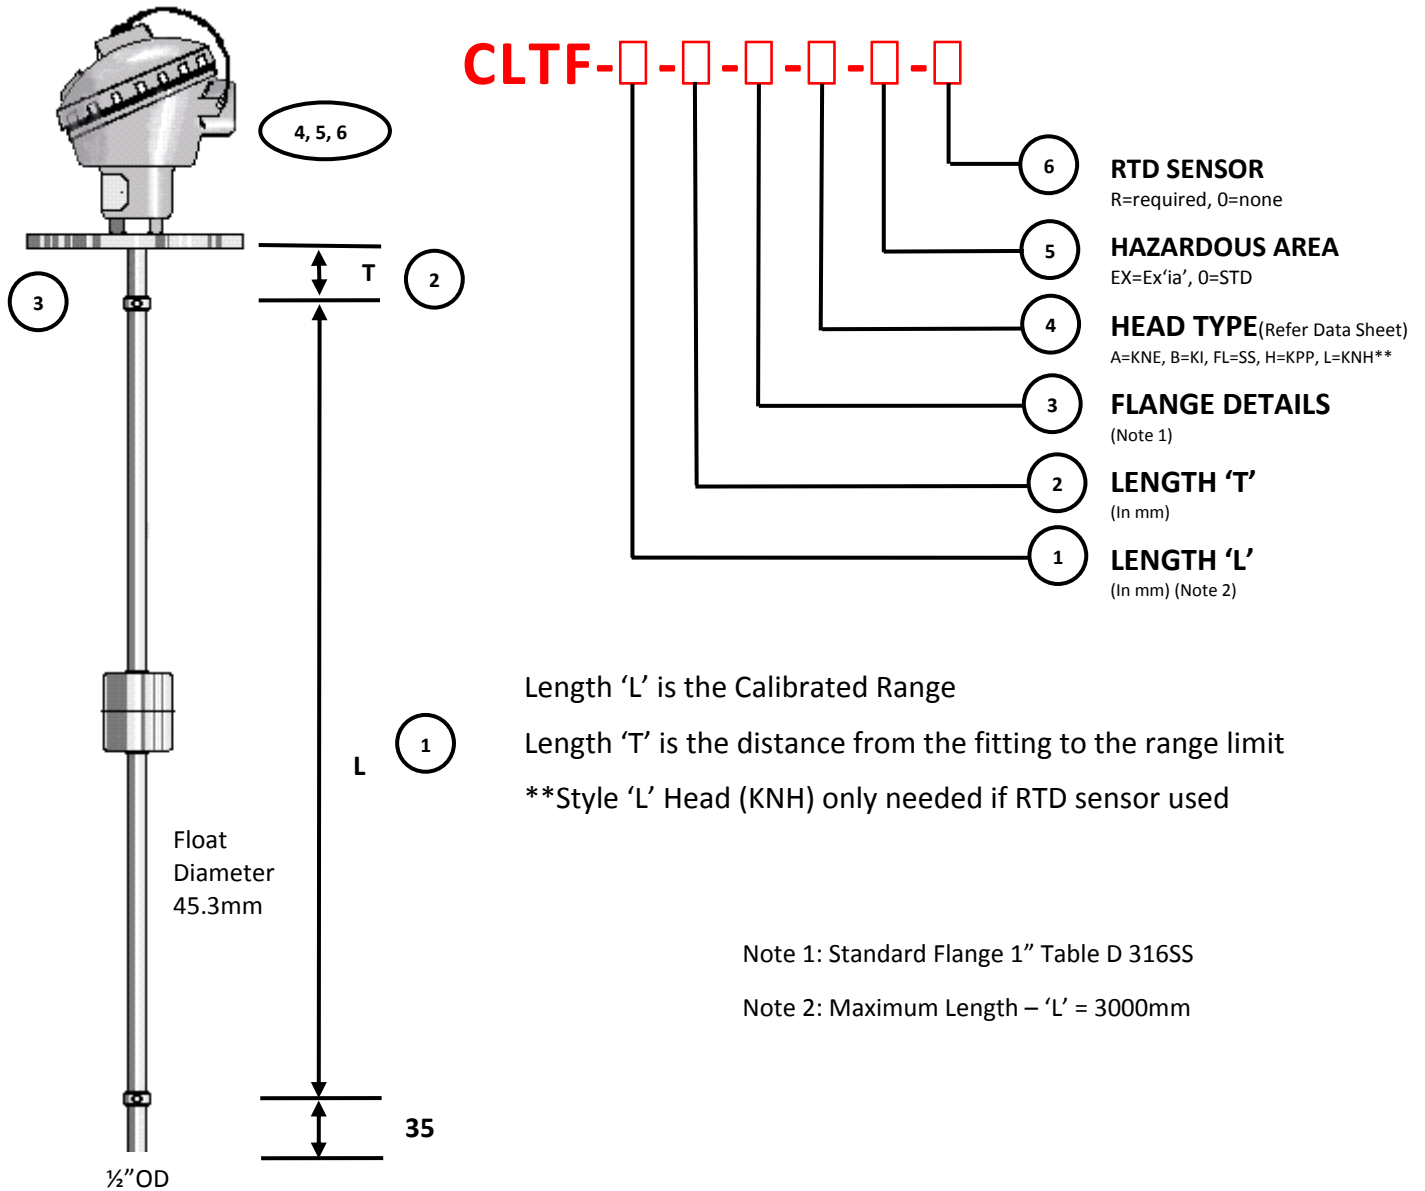 CLTF-□-□-□-□-□-□
4, 5, 6
6
RTD SENSOR
R=required, 0=none
5
HAZARDOUS AREA
EX=Ex‘ia’, 0=STD
4
HEAD TYPE(Refer Data Sheet)
A=KNE, B=KI, FL=SS, H=KPP, L=KNH**
3
FLANGE DETAILS
(Note 1)
2
LENGTH ‘T’
(In mm)
1
LENGTH ‘L’
(In mm) (Note 2)
3
T
2
L
1
Length ‘L’ is the Calibrated Range
Length ‘T’ is the distance from the fitting to the range limit
**Style ‘L’ Head (KNH) only needed if RTD sensor used
Float
Diameter
45.3mm
Note 1: Standard Flange 1” Table D 316SS
Note 2: Maximum Length – ‘L’ = 3000mm
35
½”OD